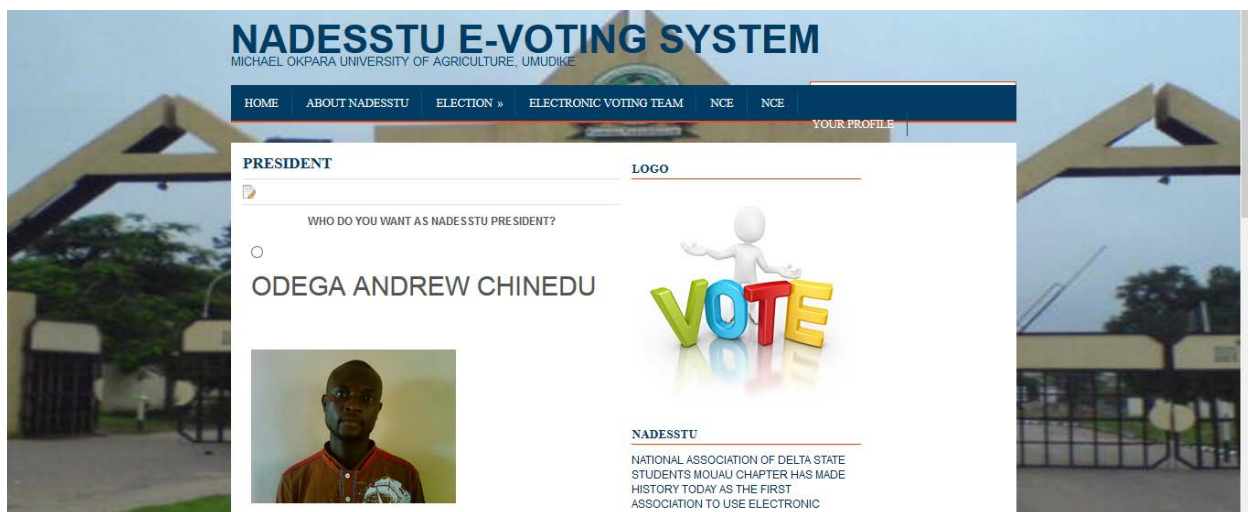 NADESSTU E-VOTING SYSTEM
MICHAEL OKPARA UNIVERSITY OF AGRICULTURE, UMUDIKE
HOME ABOUT NADESSTU ELECTION » ELECTRONIC VOTING TEAM NCE NCE
YOUR PROFILE
PRESIDENT
WHO DO YOU WANT AS NADESSTU PRESIDENT?
ODEGA ANDREW CHINEDU
LOGO
VOTE
NADESSTU
NATIONAL ASSOCIATION OF DELTA STATE
STUDENTS MOUAU CHAPTER HAS MADE
HISTORY TODAY AS THE FIRST
ASSOCIATION TO USE ELECTRONIC